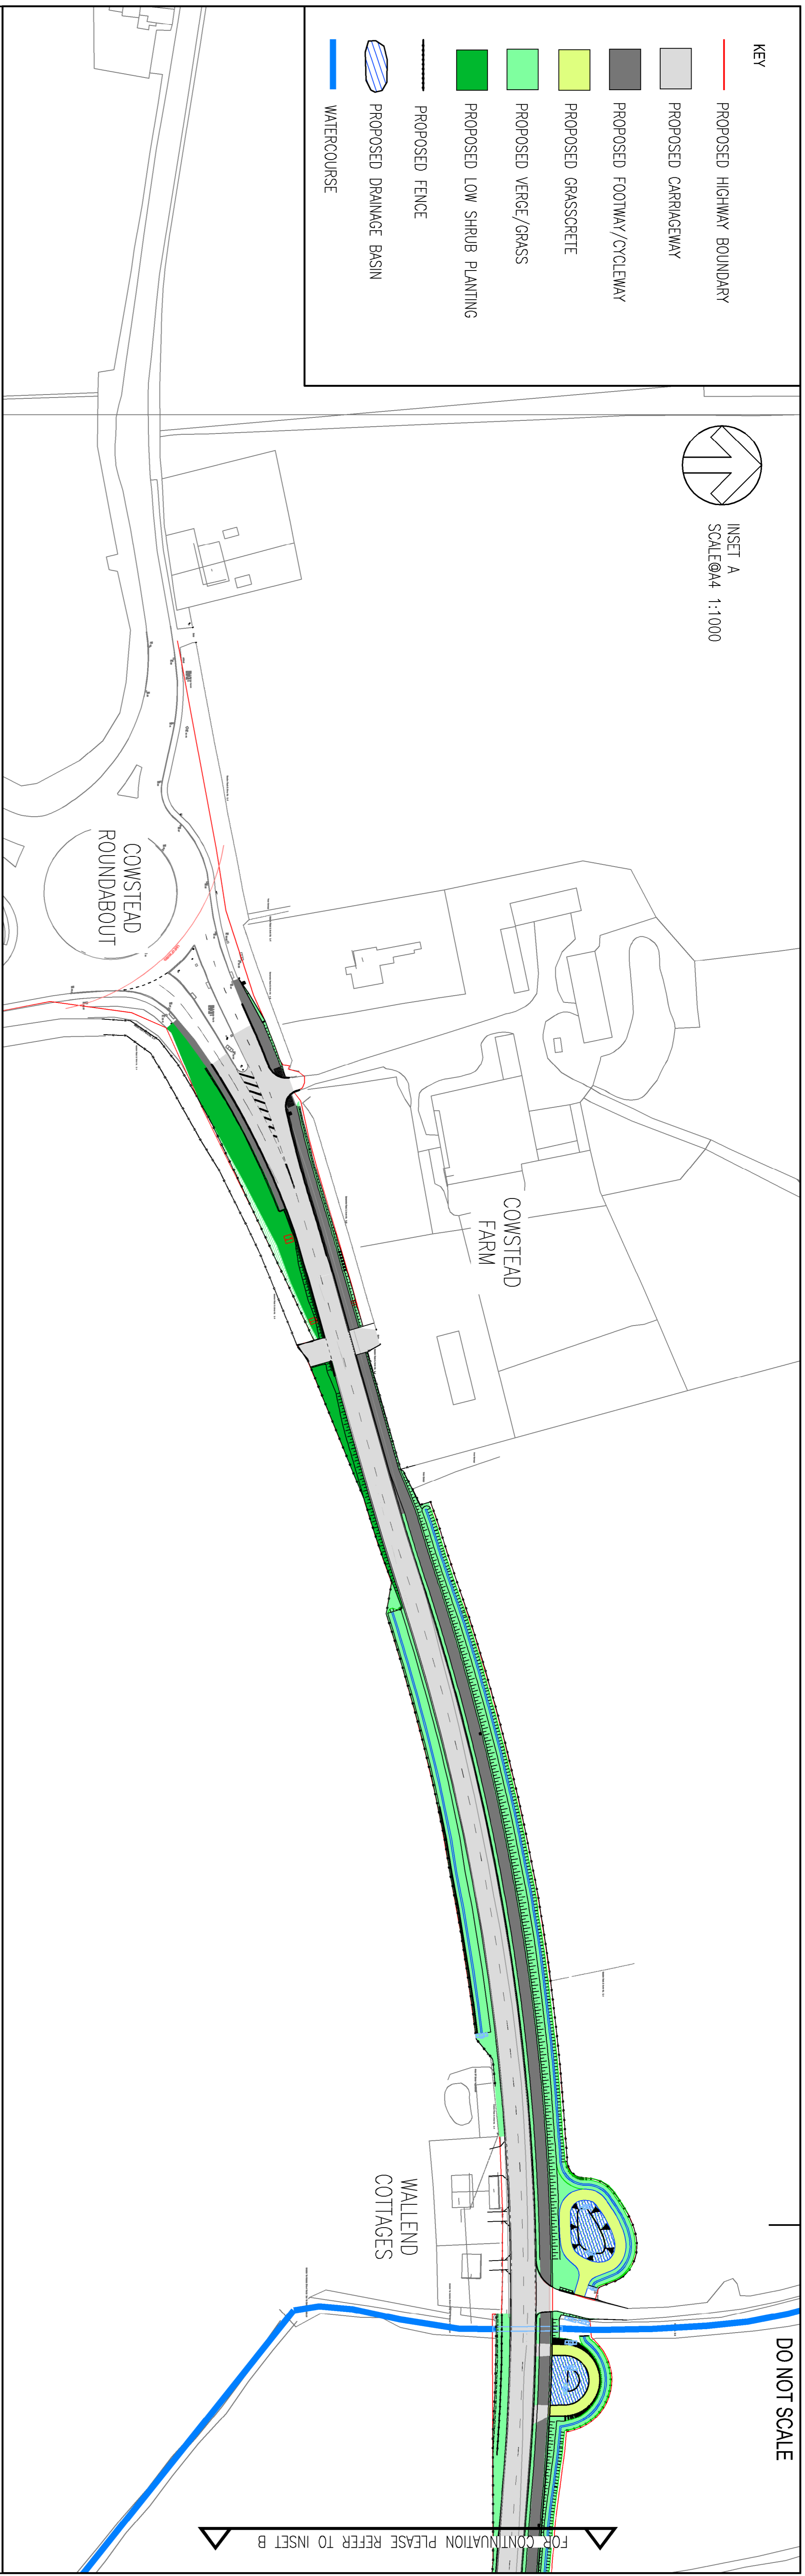 KEY
PROPOSED HIGHWAY BOUNDARY
PROPOSED CARRIAGEWAY
PROPOSED FOOTWAY/CYCLEWAY
PROPOSED GRASSCRETE
PROPOSED VERGE/GRASS
PROPOSED LOW SHRUB PLANTING
PROPOSED FENCE
PROPOSED DRAINAGE BASIN
WATERCOURSE
INSET A
SCALE@A4 1:1000
COWSTEAD
ROUNDABOUT
COWSTEAD
FARM
WALLEND
COTTAGES
DO NOT SCALE
FOR CONTINUATION PLEASE REFER TO INSET B